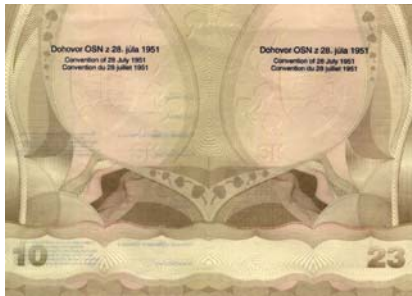 Dohovor OSN z 28. júla 1951
Convention of 28 July 1951
Convention du 28 juillet 1951
Dohovor OSN z 28. júla 1951
Convention of 28 July 1951
Convention du 28 juillet 1951
10
23